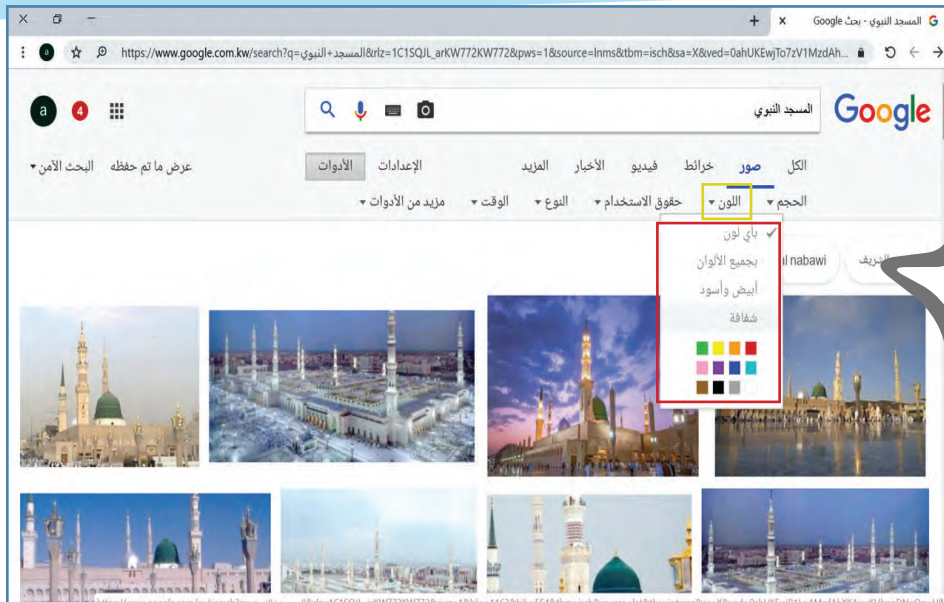 المسجد النبوي - بحث Google
https://www.google.com.kw/search?q=المسجد+النبوي&rlz=1C1SQJL_arKW772KW772&pws=1&source=lnms&tbm=isch&sa=X&ved=0ahUKEwjTo7zV1MzdAh...
Google
المسجد النبوي
4
a
الكل صور خرائط فيديو الأخبار المزيد الإعدادات الأدوات
عرض ما تم حفظه البحث الآمن
الحجم اللون حقوق الاستخدام النوع الوقت مزيد من الأدوات
بأي لون
بجميع الألوان
أبيض وأسود
شفافة
الشريف
l nabawi